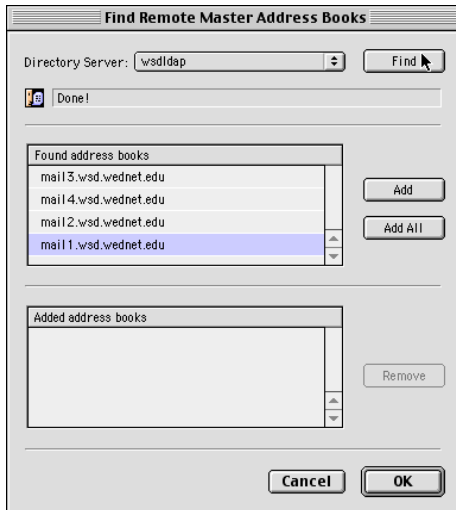 Find Remote Master Address Books
Directory Server: wsdldap Find
Done!
Found address books
mail3.wsd.wednet.edu
mail4.wsd.wednet.edu
mail2.wsd.wednet.edu
mail1.wsd.wednet.edu
Add
Add All
Added address books
Remove
Cancel OK